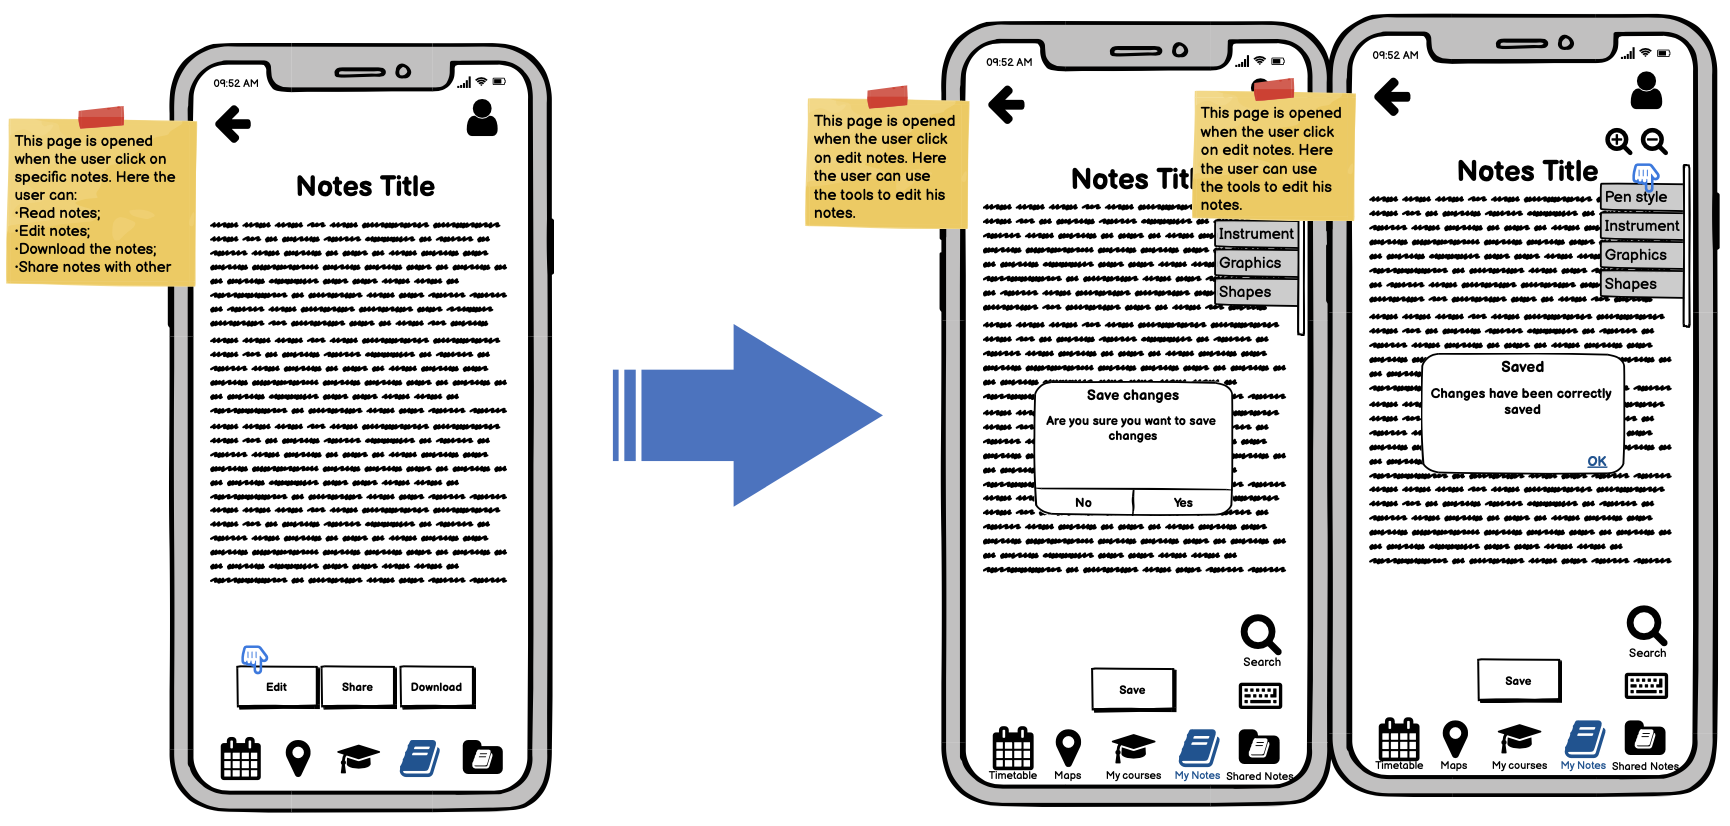 09:52 AM
This page is opened
when the user click on
specific notes. Here the
user can:
•Read notes;
•Edit notes;
•Download the notes;
•Share notes with other
Notes Title
Edit
Share
Download
09:52 AM
This page is opened
when the user click
on edit notes. Here
the user can use
the tools to edit his
notes.
Notes Tit
Instrument
Graphics
Shapes
Save changes
Are you sure you want to save
changes
No
Yes
Search
Save
Timetable
Maps
My courses
My Notes
Shared Notes
09:52 AM
This page is opened
when the user click
on edit notes. Here
the user can use
the tools to edit his
notes.
Notes Title
Pen style
Instrument
Graphics
Shapes
Saved
Changes have been correctly
saved
OK
Search
Save
Timetable
Maps
My courses
My Notes
Shared Notes